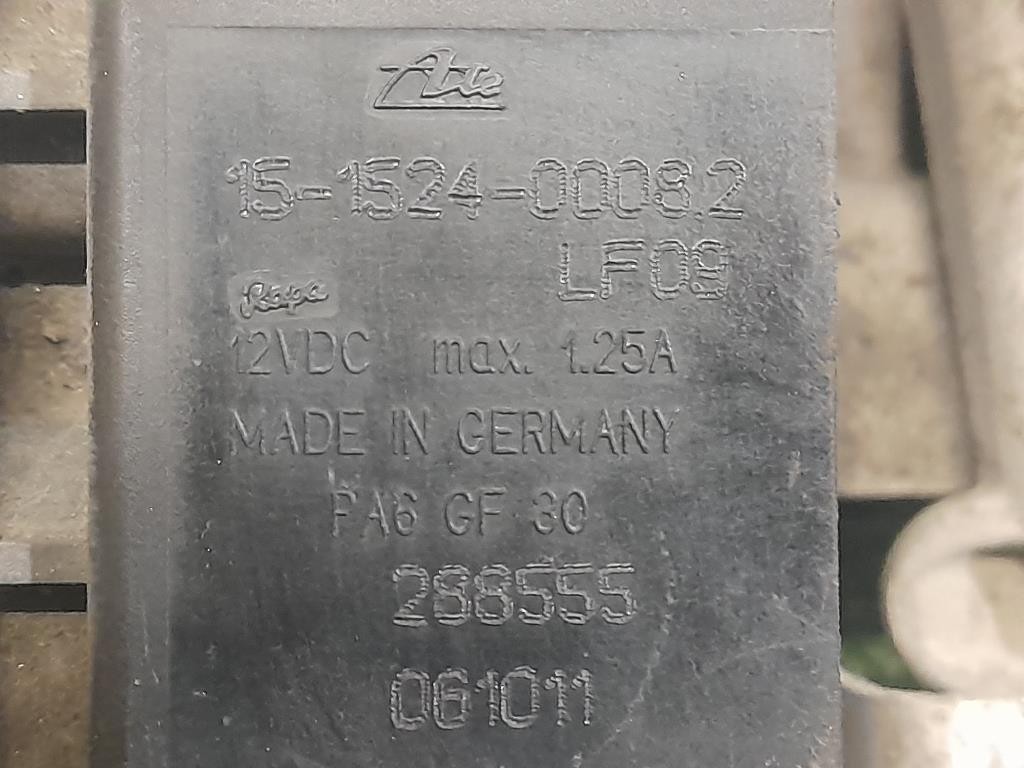 Ate
15-1524-0008.2
LF09
Rapa
12VDC max. 1.25A
MADE IN GERMANY
PA6 GF 30
288555
061011